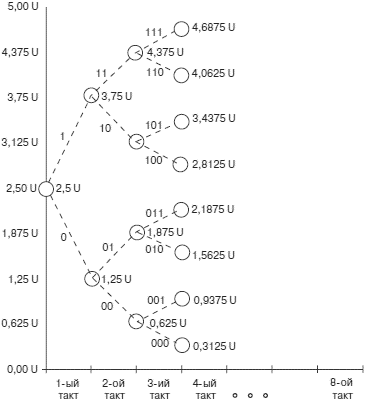 5,00 U
4,6875 U
111
4,375 U
4,375 U
110
4,0625 U
11
3,75 U
3,75 U
3,4375 U
101
10
3,125 U
100
2,8125 U
1
2,50 U
2,5 U
2,1875 U
011
0
1,875 U
1,875 U
01
010
1,5625 U
1,25 U
1,25 U
001
0,9375 U
00
0,625 U
0,625 U
000
0,3125 U
0,00 U
1-ый такт
2-ой такт
3-ий такт
4-ый такт
8-ой такт